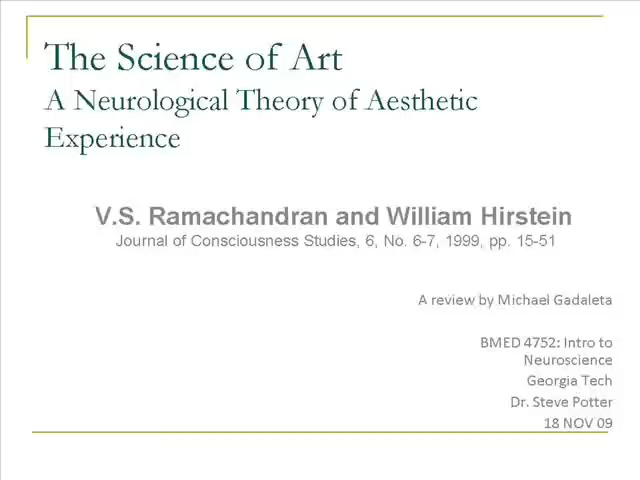 The Science of Art
A Neurological Theory of Aesthetic
Experience
V.S. Ramachandran and William Hirstein
Journal of Consciousness Studies, 6, No. 6-7, 1999, pp. 15-51
A review by Michael Gadaleta
BMED 4752: Intro to
Neuroscience
Georgia Tech
Dr. Steve Potter
18 NOV 09